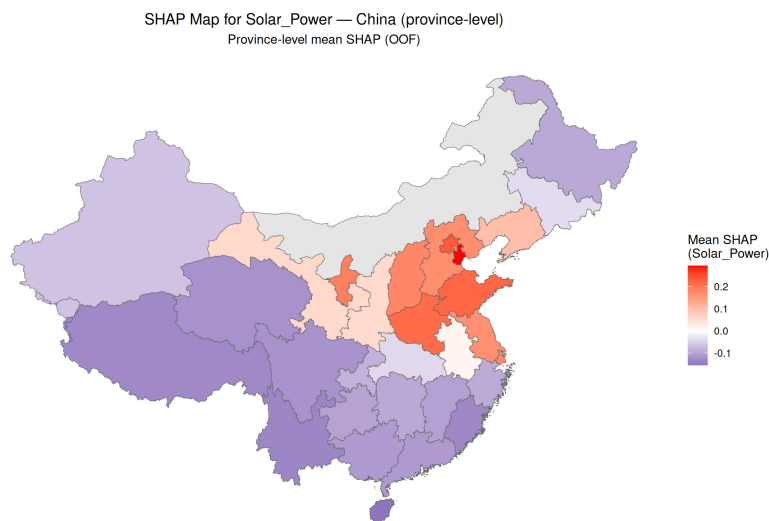 SHAP Map for Solar_Power — China (province-level)
Province-level mean SHAP (OOF)
Mean SHAP
(Solar_Power)
0.2
0.1
0.0
-0.1